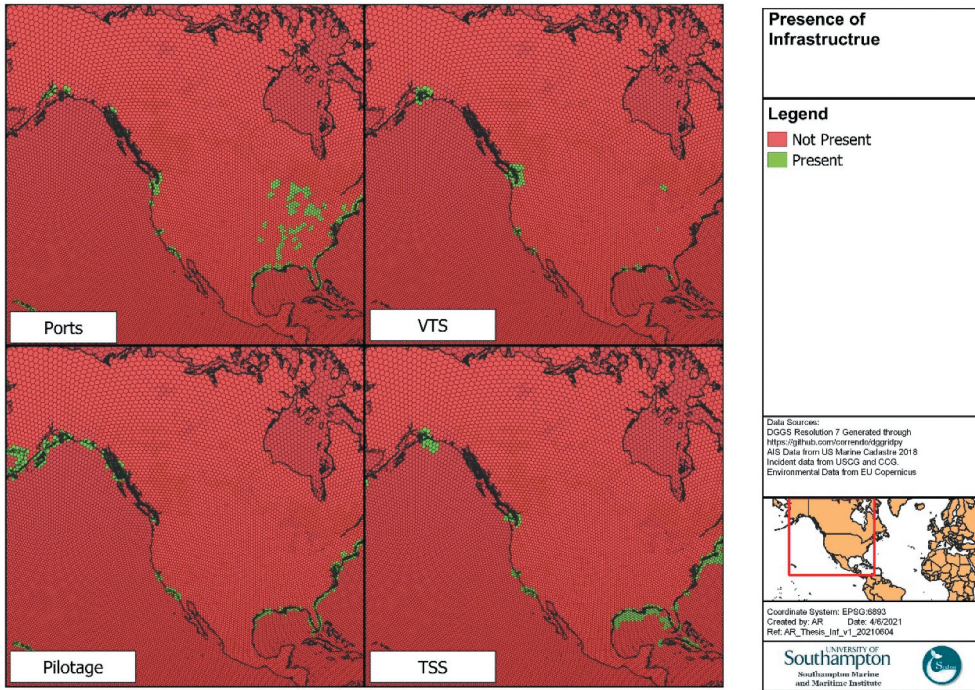 Ports
VTS
Pilotage
TSS
Presence of
Infrastructrue
Legend
Not Present
Present
Data Sources:
DGGS Resolution 7 Generated through
https://github.com/correndo/dggridpy
AIS Data from US Marine Cadastre 2018
Incident data from USCG and CCG.
Environmental Data from EU Copernicus
Coordinate System: EPSG:6893
Created by: AR Date: 4/6/2021
Ref: AR_Thesis_Inf_v1_20210604
UNIVERSITY OF
Southampton
Southampton Marine
and Maritime Institute